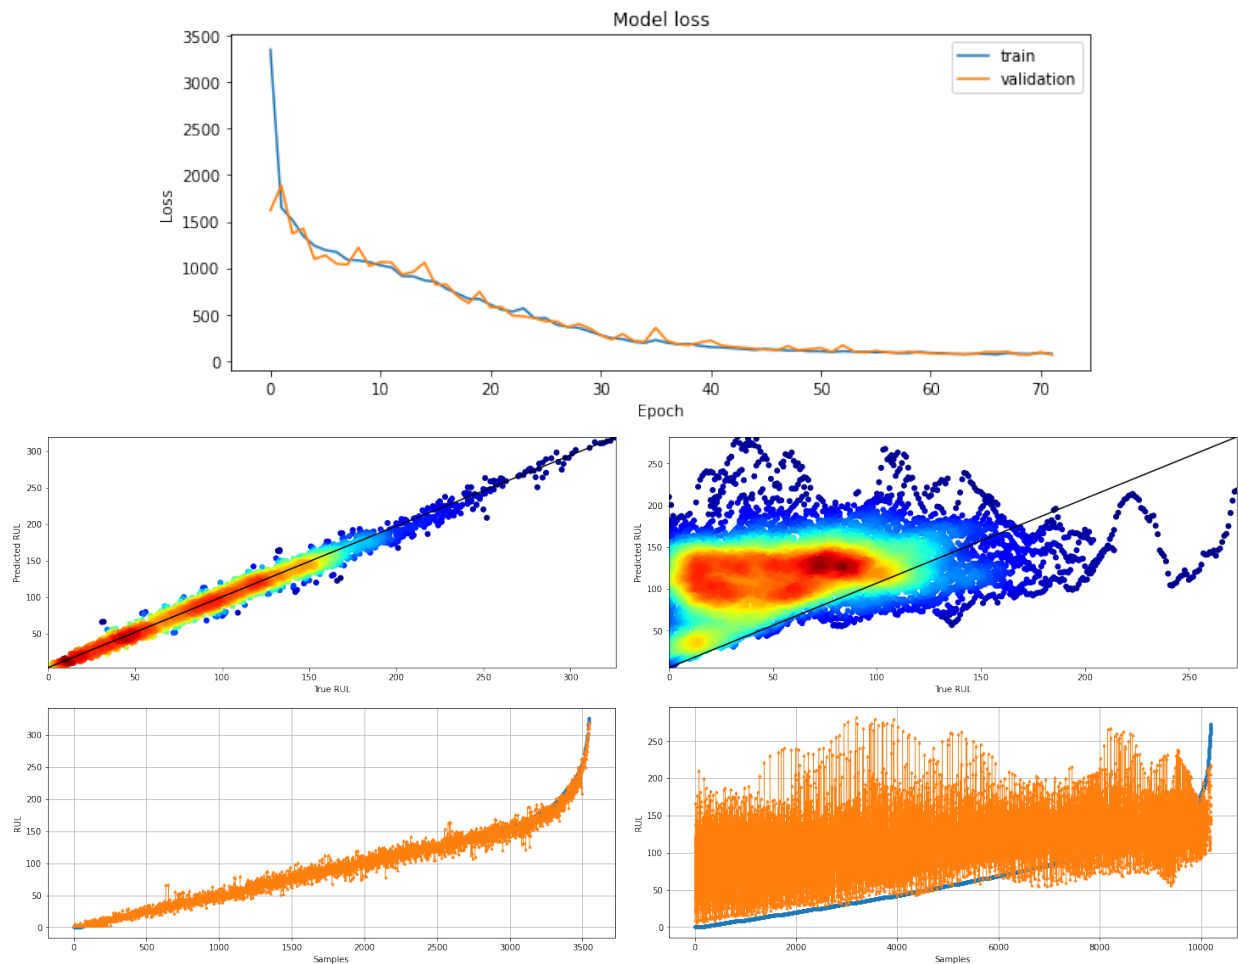 Model loss
3500
3000
2500
2000
1500
1000
500
0
Loss
train
validation
0 10 20 30 40 50 60 70
Epoch
300
250
200
150
100
50
Predicted RUL
0 50 100 150 200 250 300
True RUL
250
200
150
100
50
Predicted RUL
0 50 100 150 200 250
True RUL
300
250
200
150
100
50
0
RUL
0 500 1000 1500 2000 2500 3000 3500
Samples
250
200
150
100
50
0
RUL
0 2000 4000 6000 8000 10000
Samples